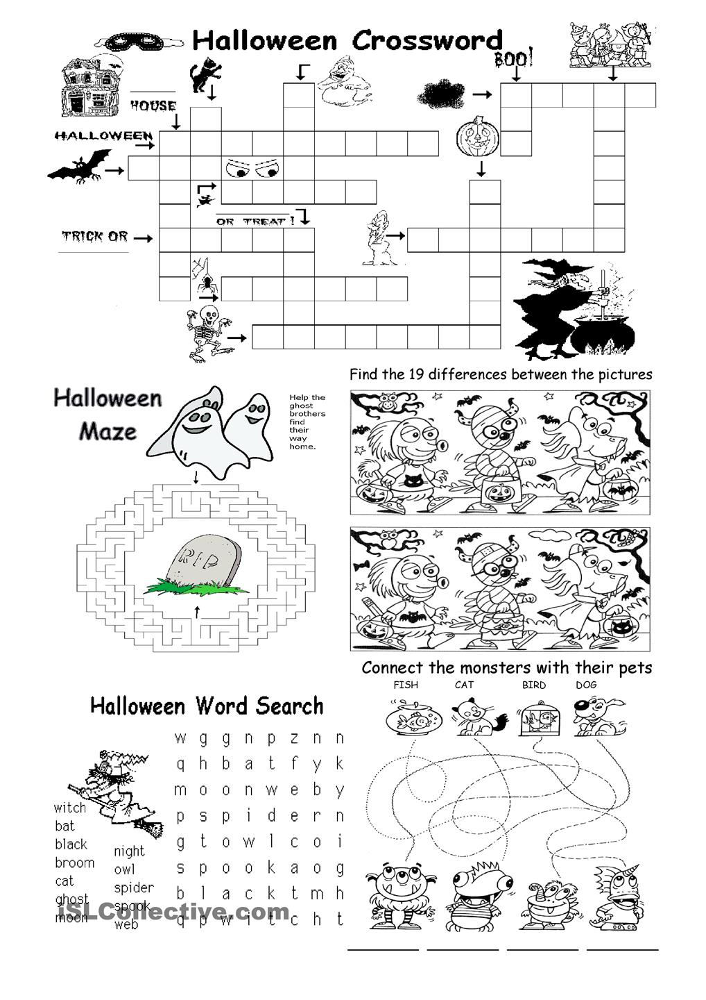 Halloween Crossword
BOO!
HOUSE
HALLOWEEN
OR TREAT!
TRICK OR
Find the 19 differences between the pictures
Halloween
Maze
Help the
ghost
brothers
find
their
way
home.
RIP
Connect the monsters with their pets
FISH CAT BIRD DOG
Halloween Word Search
w g g n p z n n
q h b a t f y k
m o o n w e b y
p s p i d e r n
g t o w l c o i
s p o o k a o g
b l a c k t m h
q p w i t c h t
witch
bat
black
broom
cat
ghost
moon
night
owl
spider
spook
web
iSLCollective.com